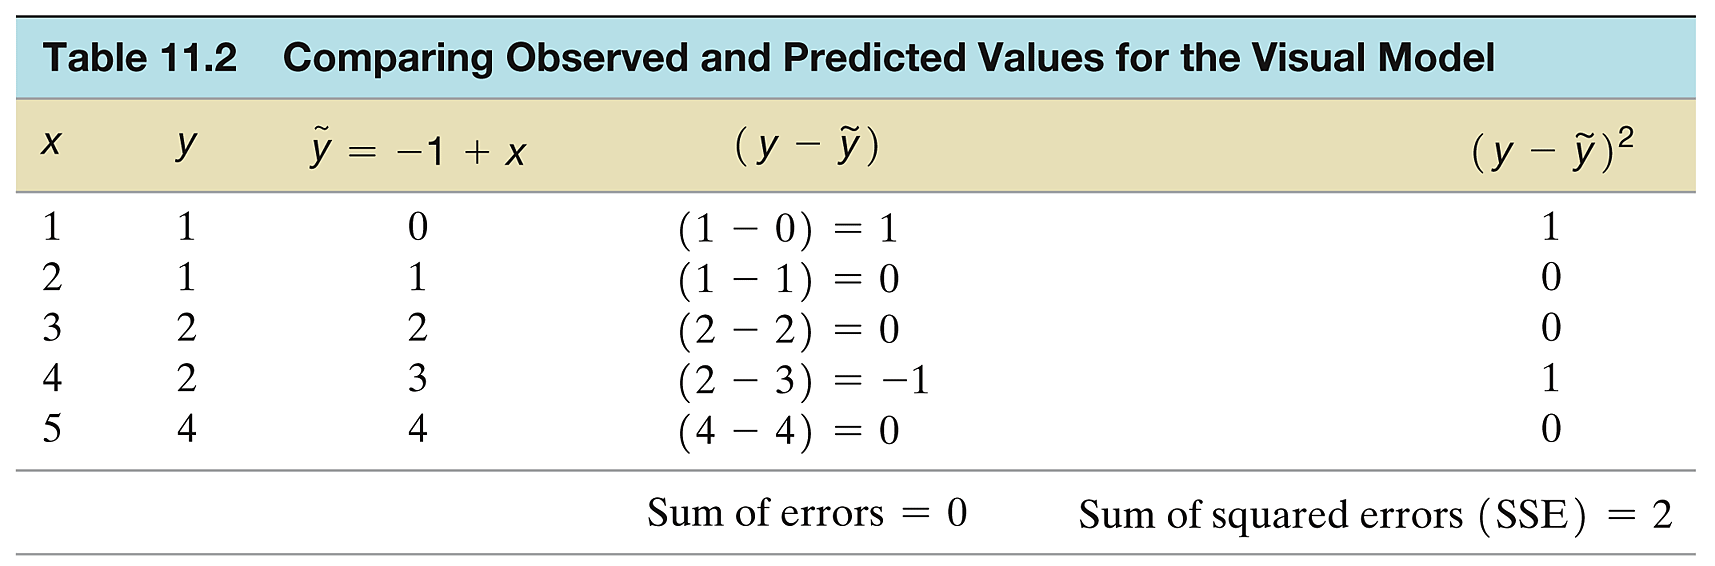 Table 11.2 Comparing Observed and Predicted Values for the Visual Model
x y ỹ = −1 + x (y − ỹ) (y − ỹ)²
1 1 0 (1 − 0) = 1 1
2 1 1 (1 − 1) = 0 0
3 2 2 (2 − 2) = 0 0
4 2 3 (2 − 3) = −1 1
5 4 4 (4 − 4) = 0 0
Sum of errors = 0 Sum of squared errors (SSE) = 2